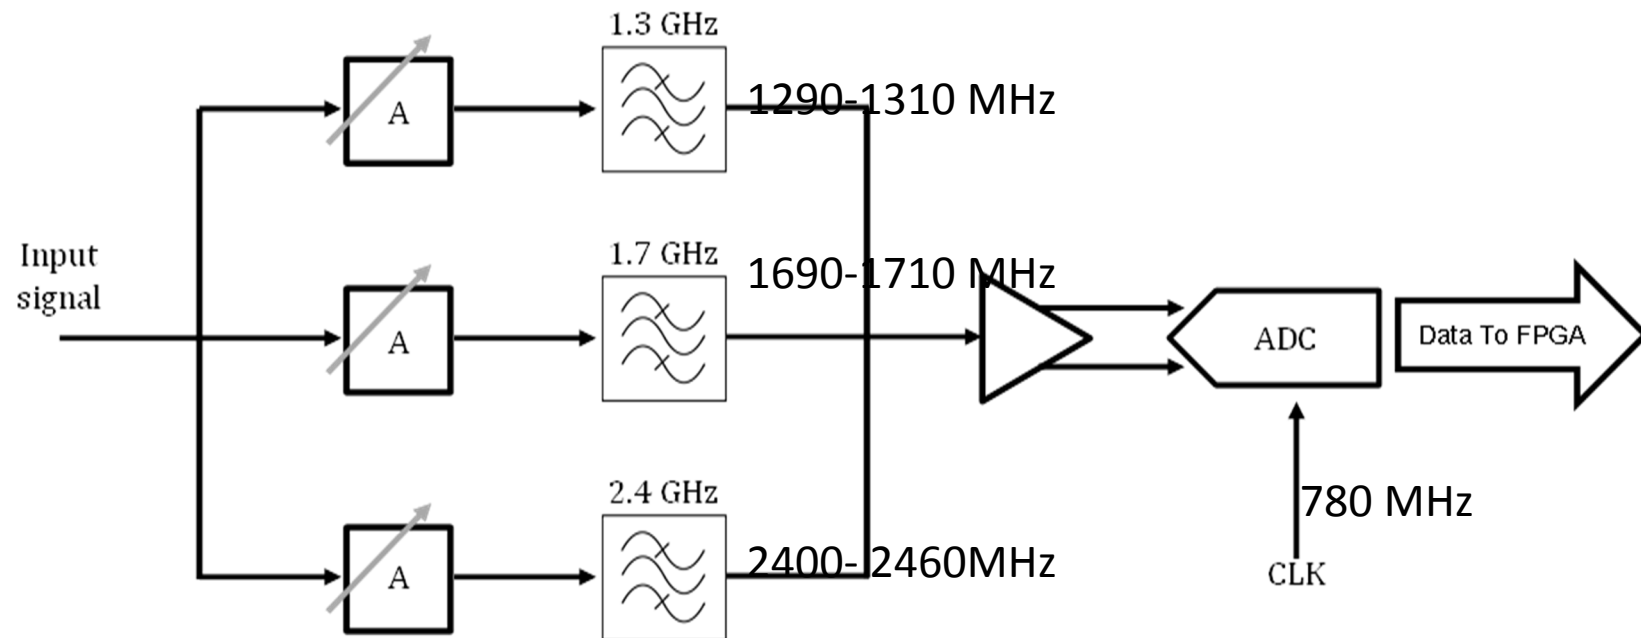 1.3 GHz
A
1290-1310 MHz
Input
signal
1.7 GHz
A
1690-1710 MHz
ADC
Data To FPGA
2.4 GHz
A
2400- 2460MHz
780 MHz
CLK